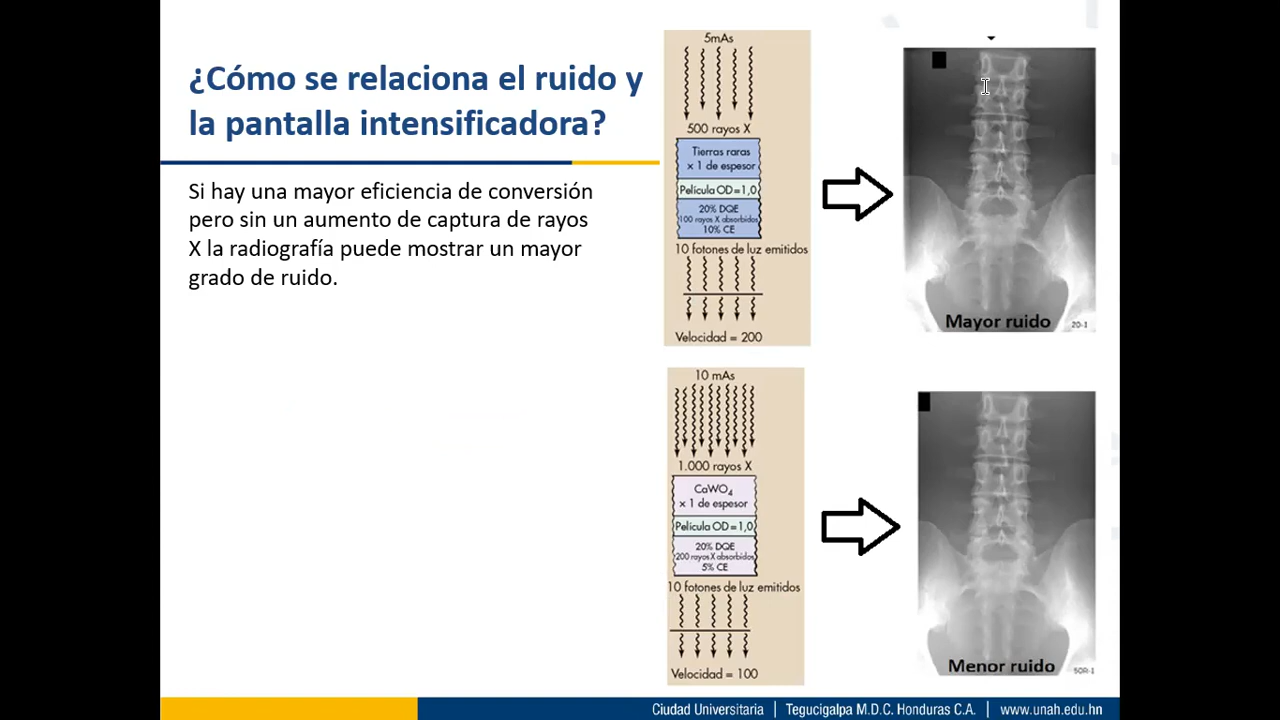 ¿Cómo se relaciona el ruido y
la pantalla intensificadora?
Si hay una mayor eficiencia de conversión
pero sin un aumento de captura de rayos
X la radiografía puede mostrar un mayor
grado de ruido.
5mAs
500 rayos X
Tierras raras
× 1 de espesor
Película OD=1,0
20% DQE
100 rayos X absorbidos
10% CE
10 fotones de luz emitidos
Velocidad = 200
Mayor ruido
20-1
10 mAs
1.000 rayos X
CaWO₄
× 1 de espesor
Película OD=1,0
20% DQE
200 rayos X absorbidos
5% CE
10 fotones de luz emitidos
Velocidad = 100
Menor ruido
Ciudad Universitaria | Tegucigalpa M.D.C. Honduras C.A. | www.unah.edu.hn